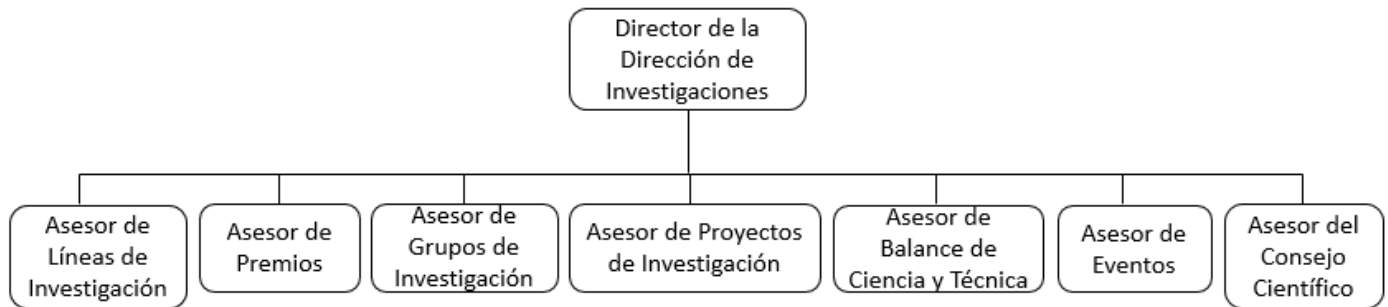 Director de la
Dirección de
Investigaciones
Asesor de
Líneas de
Investigación
Asesor de
Premios
Asesor de
Grupos de
Investigación
Asesor de Proyectos
de Investigación
Asesor de
Balance de
Ciencia y Técnica
Asesor de
Eventos
Asesor del
Consejo
Científico